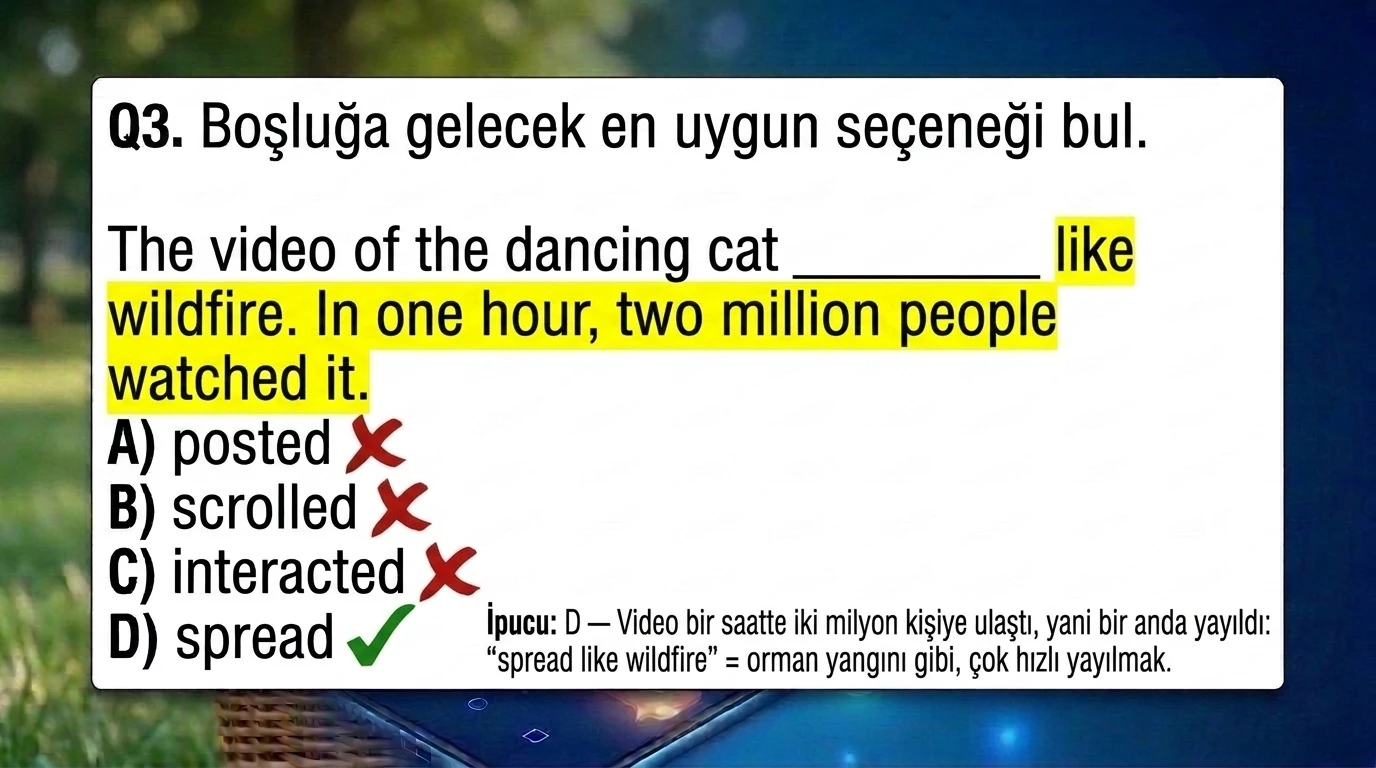 Q3. Boşluğa gelecek en uygun seçeneği bul.
The video of the dancing cat __________ like
wildfire. In one hour, two million people
watched it.
A) posted
B) scrolled
C) interacted
D) spread
İpucu: D — Video bir saatte iki milyon kişiye ulaştı, yani bir anda yayıldı:
“spread like wildfire” = orman yangını gibi, çok hızlı yayılmak.